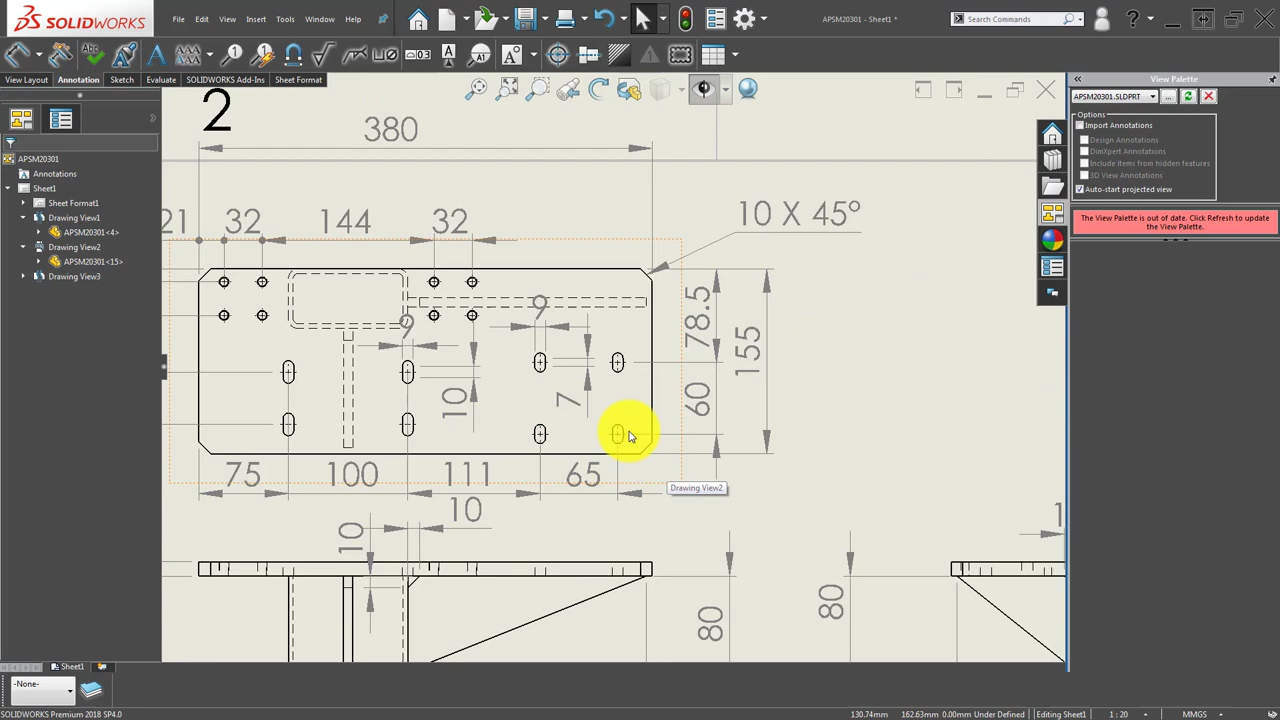 SOLIDWORKS
File
Edit
View
Insert
Tools
Window
Help
APSM20301 - Sheet1 *
Search Commands
?
View Layout
Annotation
Sketch
Evaluate
SOLIDWORKS Add-Ins
Sheet Format
View Palette
APSM20301.SLDPRT
...
Options
Import Annotations
Design Annotations
DimXpert Annotations
Include items from hidden features
3D View Annotations
Auto-start projected view
The View Palette is out of date. Click Refresh to update
the View Palette.
APSM20301
Annotations
Sheet1
Sheet Format1
Drawing View1
APSM20301<4>
Drawing View2
APSM20301<15>
Drawing View3
2
380
21
32
144
32
10 X 45°
9
9
78.5
155
10
7
60
75
100
111
65
10
10
80
80
1
Drawing View2
Sheet1
-None-
SOLIDWORKS Premium 2018 SP4.0
130.74mm
162.63mm
0.00mm
Under Defined
Editing Sheet1
1 : 20
MMGS